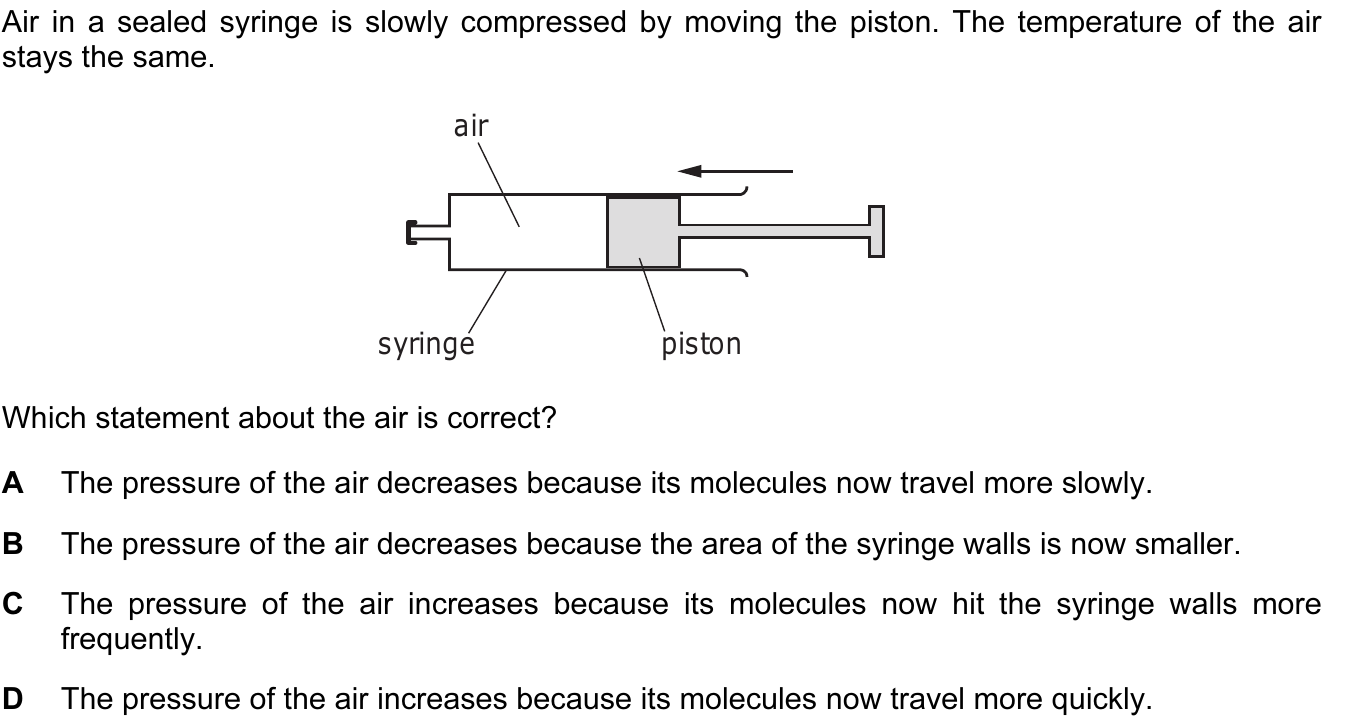 Air in a sealed syringe is slowly compressed by moving the piston. The temperature of the air
stays the same.
air
syringe
piston
Which statement about the air is correct?
A The pressure of the air decreases because its molecules now travel more slowly.
B The pressure of the air decreases because the area of the syringe walls is now smaller.
C The pressure of the air increases because its molecules now hit the syringe walls more
frequently.
D The pressure of the air increases because its molecules now travel more quickly.